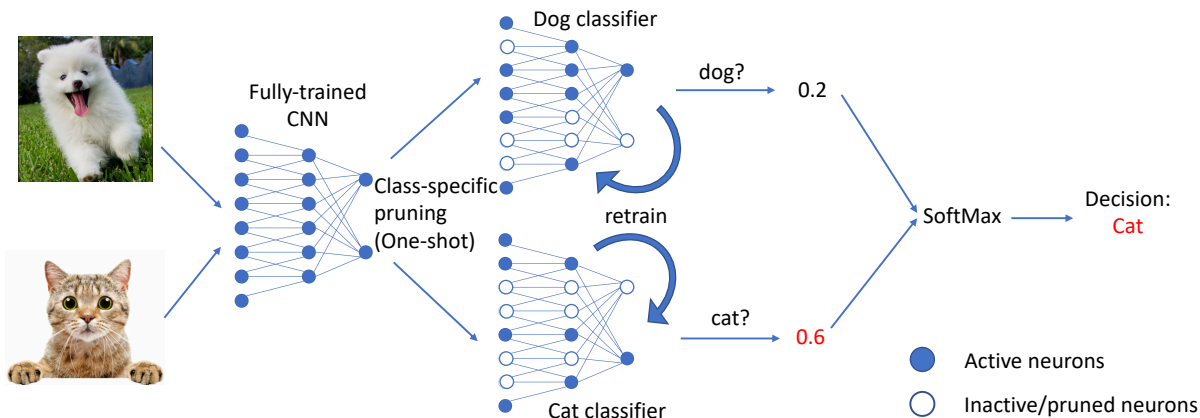 Dog classifier
Fully-trained
CNN
dog?
0.2
Class-specific
pruning
(One-shot)
retrain
SoftMax
Decision:
Cat
cat?
0.6
Cat classifier
Active neurons
Inactive/pruned neurons